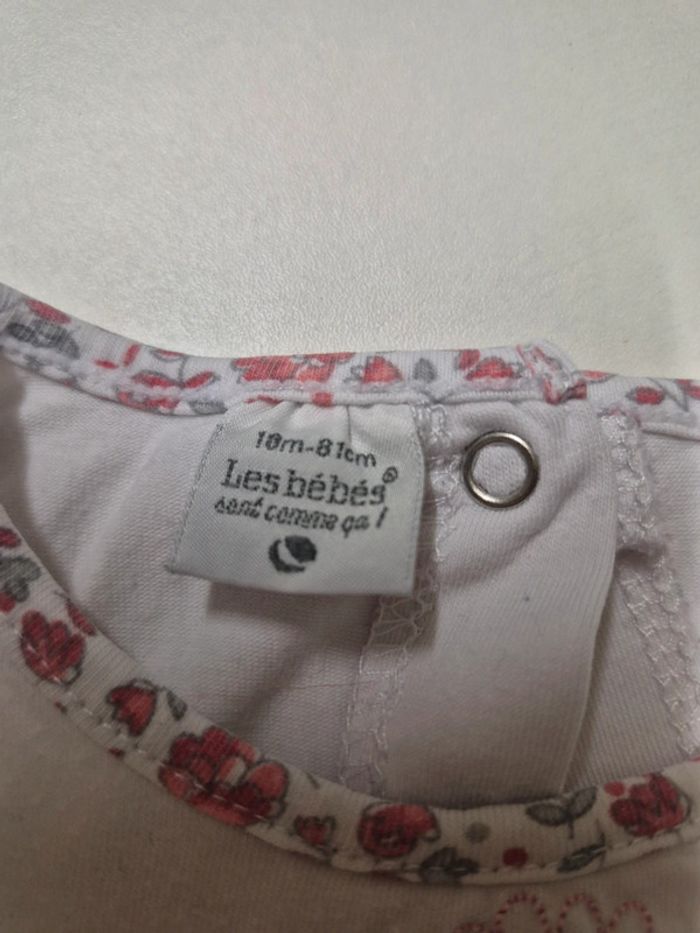 18m-81cm
Les bébés®
sont comme ça !